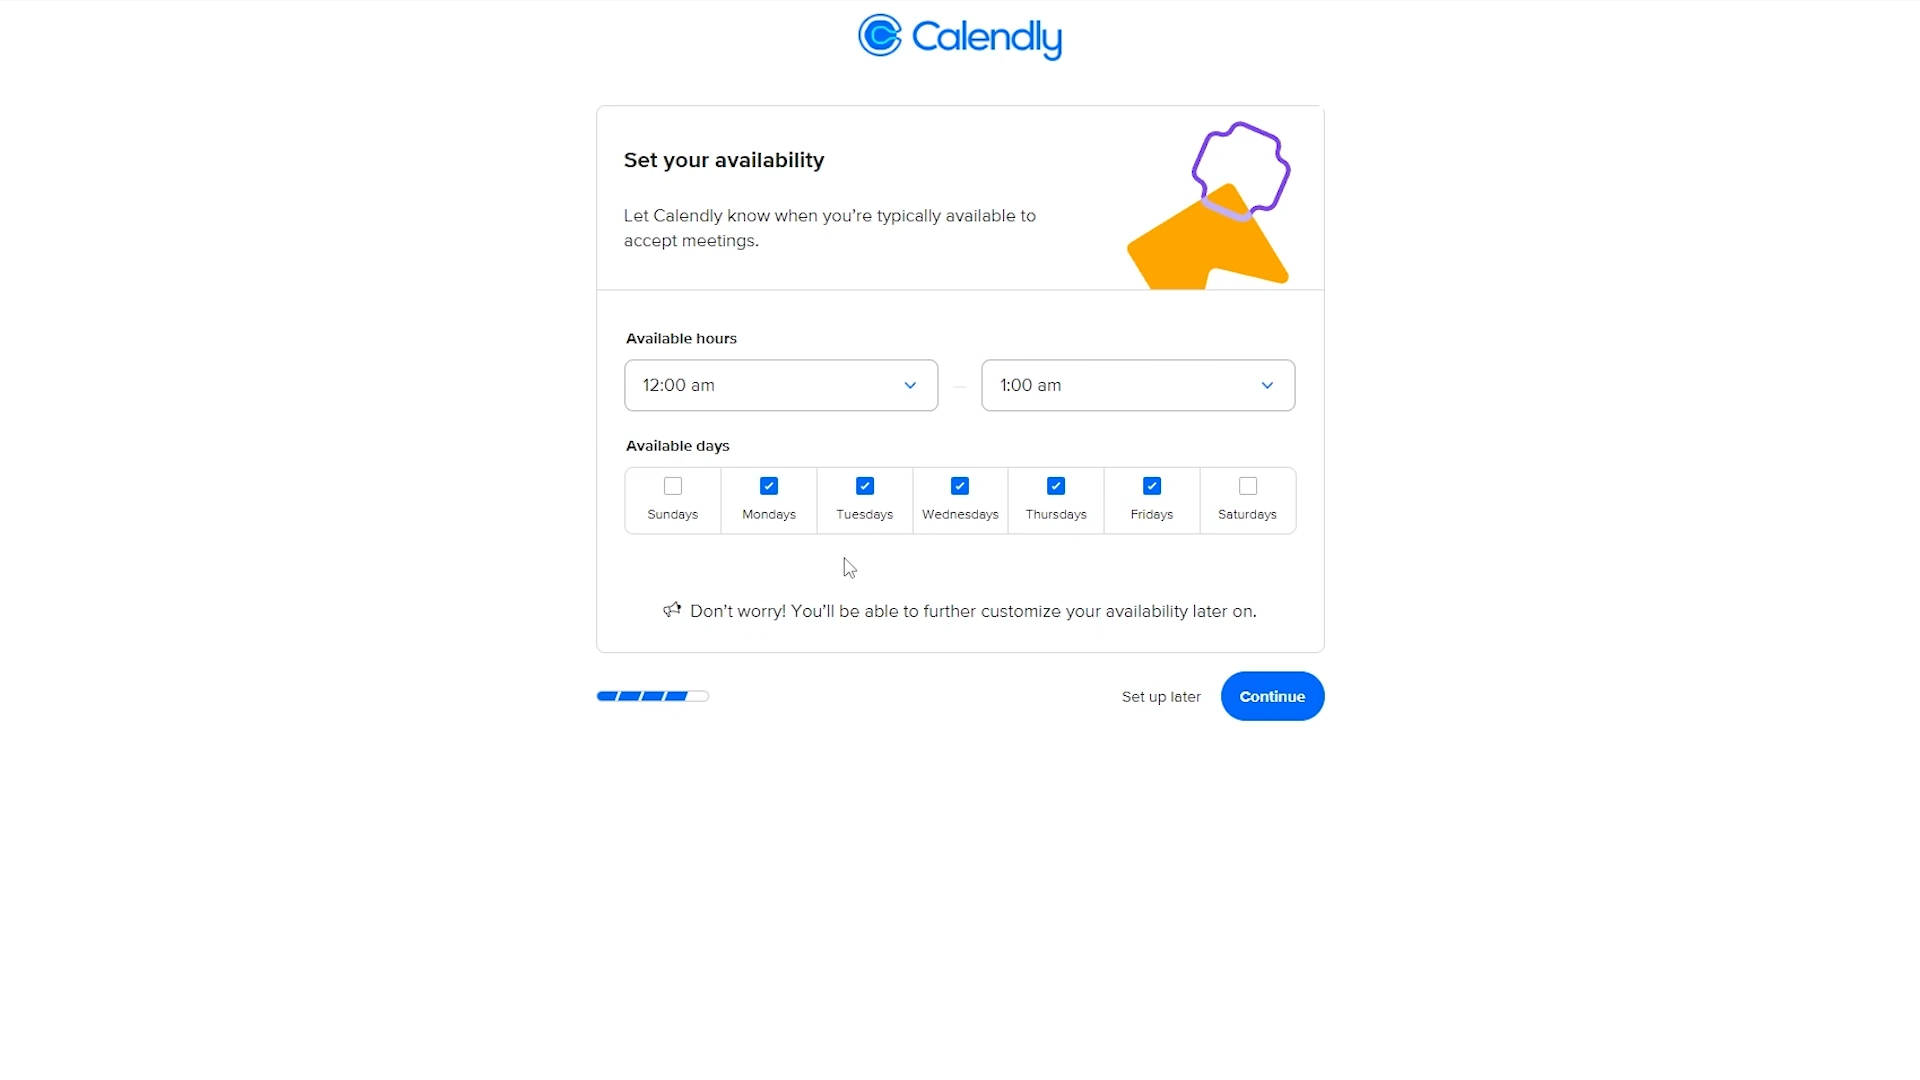 Calendly
Set your availability
Let Calendly know when you're typically available to
accept meetings.
Available hours
12:00 am
1:00 am
Available days
Sundays
Mondays
Tuesdays
Wednesdays
Thursdays
Fridays
Saturdays
Don't worry! You'll be able to further customize your availability later on.
Set up later
Continue